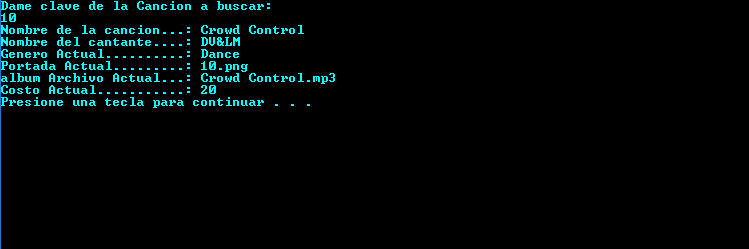 Dame clave de la Cancion a buscar:
10
Nombre de la cancion...: Crowd Control
Nombre del cantante....: DV&LM
Genero Actual..........: Dance
Portada Actual.........: 10.png
album Archivo Actual...: Crowd Control.mp3
Costo Actual...........: 20
Presione una tecla para continuar . . .